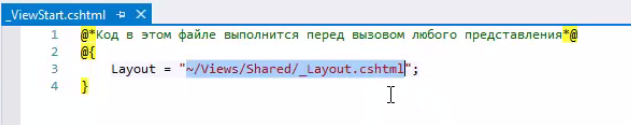 _ViewStart.cshtml
1 @*Код в этом файле выполнится перед вызовом любого представления*@
2 @{
3 Layout = "~/Views/Shared/_Layout.cshtml";
4 }